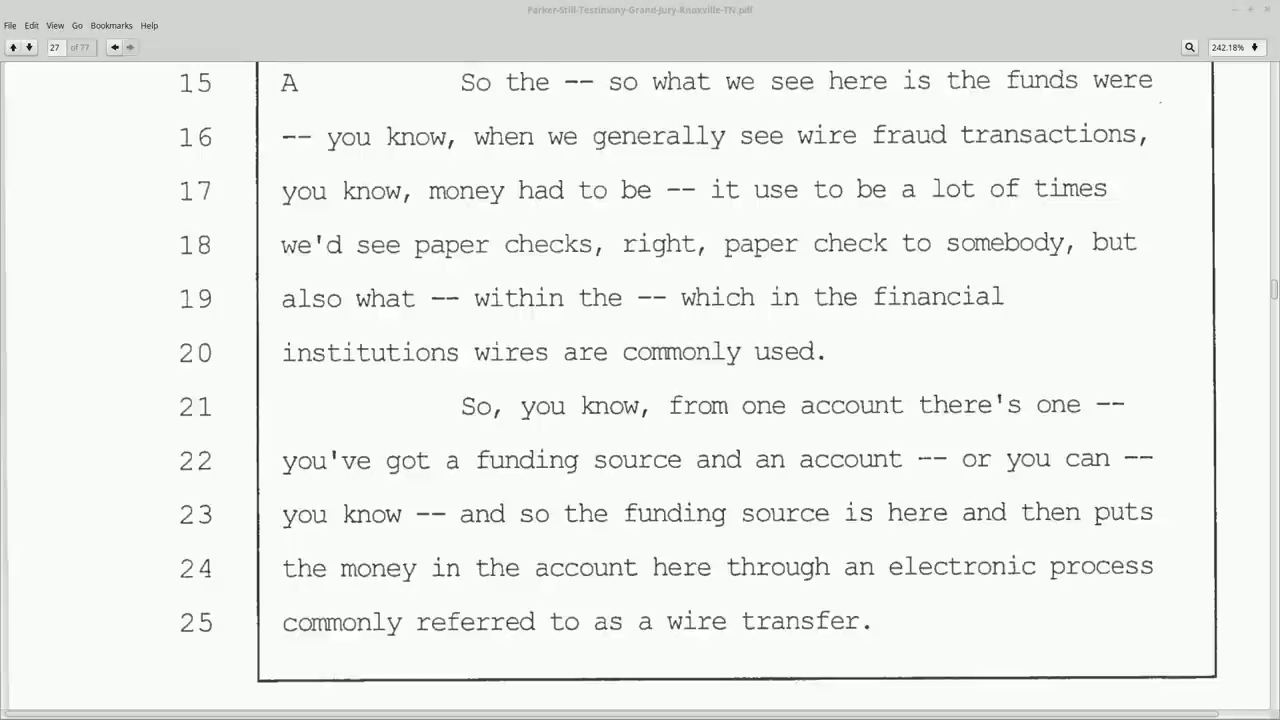 Parker-Still-Testimony-Grand-Jury-Knoxville-TN.pdf
File Edit View Go Bookmarks Help
27 of 77 242.18%
15 A So the -- so what we see here is the funds were
16 -- you know, when we generally see wire fraud transactions,
17 you know, money had to be -- it use to be a lot of times
18 we'd see paper checks, right, paper check to somebody, but
19 also what -- within the -- which in the financial
20 institutions wires are commonly used.
21 So, you know, from one account there's one --
22 you've got a funding source and an account -- or you can --
23 you know -- and so the funding source is here and then puts
24 the money in the account here through an electronic process
25 commonly referred to as a wire transfer.